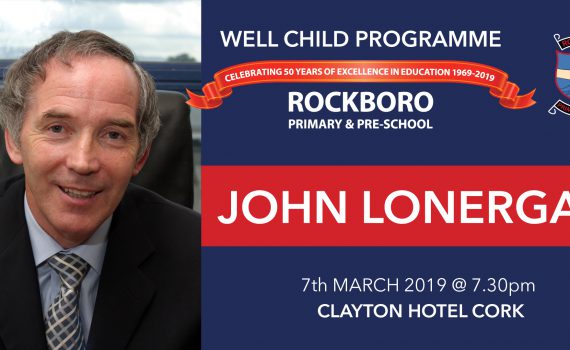 WELL CHILD PROGRAMME
CELEBRATING 50 YEARS OF EXCELLENCE IN EDUCATION 1969-2019
ROCKBORO
PRIMARY & PRE-SCHOOL
JOHN LONERGA
7th MARCH 2019 @ 7.30pm
CLAYTON HOTEL CORK